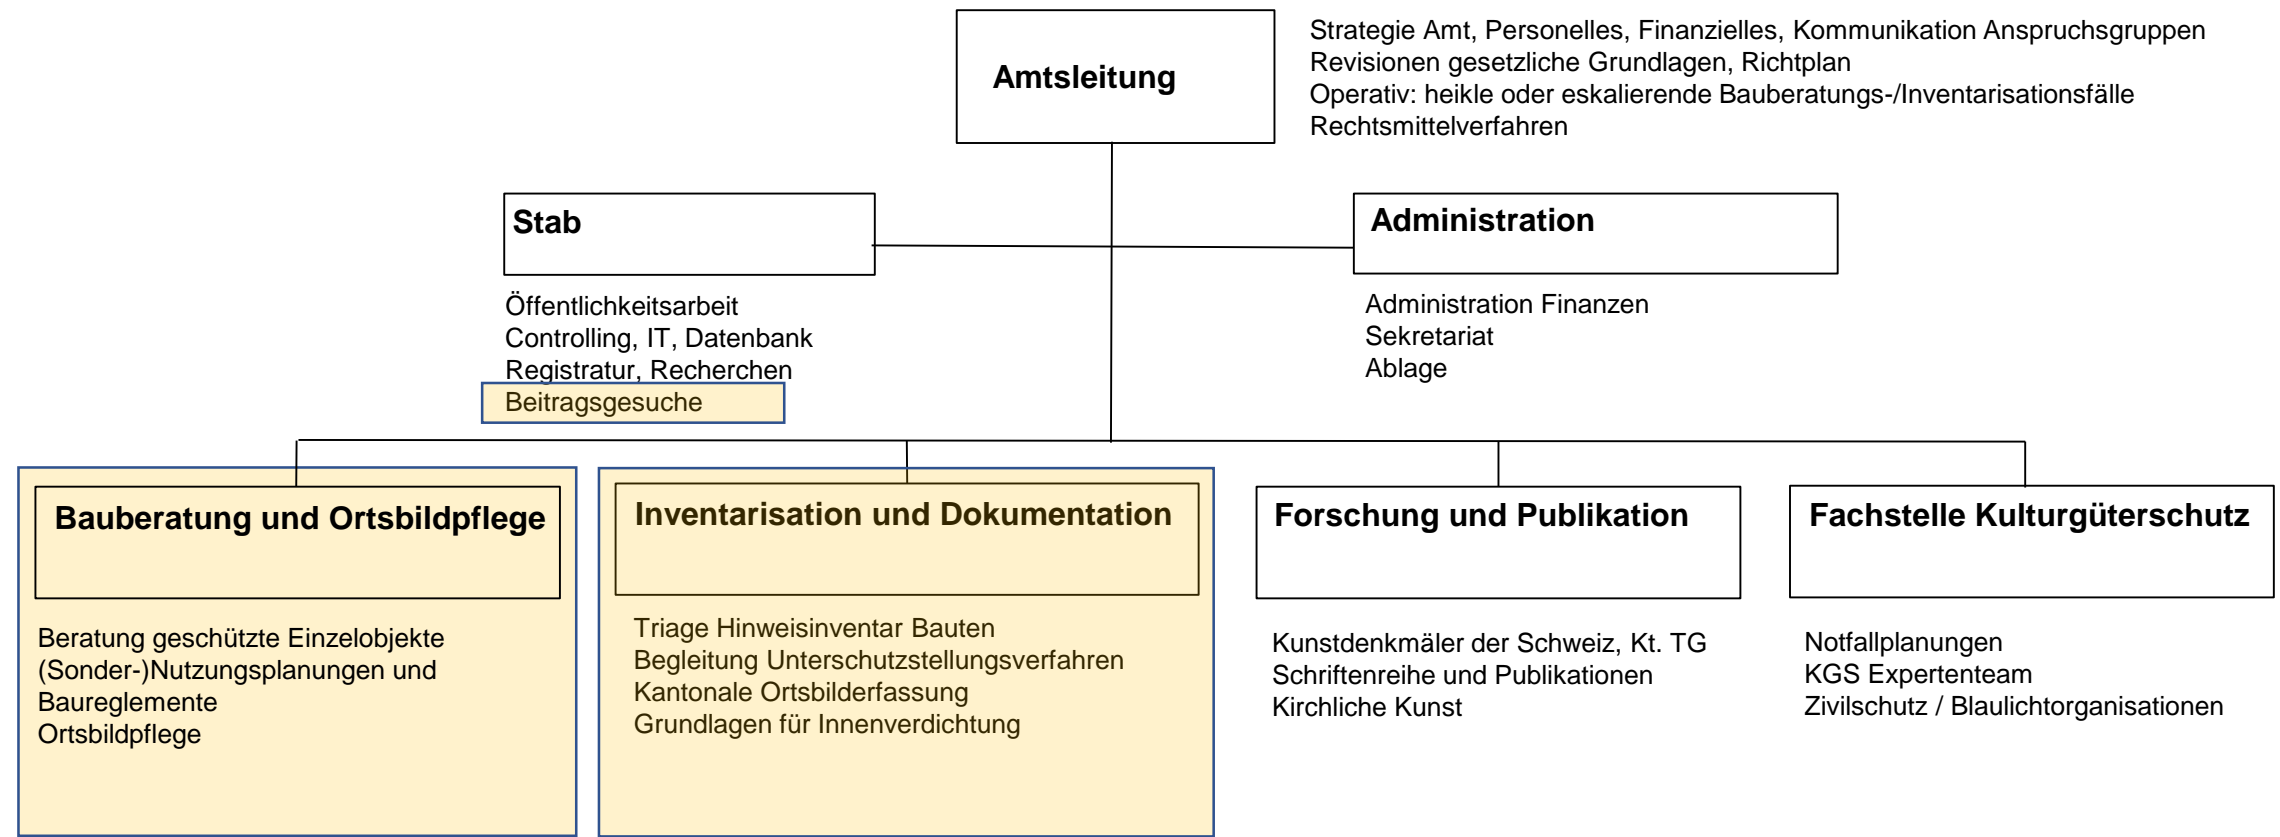 Amtsleitung
Strategie Amt, Personelles, Finanzielles, Kommunikation Anspruchsgruppen
Revisionen gesetzliche Grundlagen, Richtplan
Operativ: heikle oder eskalierende Bauberatungs-/Inventarisationsfälle
Rechtsmittelverfahren
Stab
Öffentlichkeitsarbeit
Controlling, IT, Datenbank
Registratur, Recherchen
Beitragsgesuche
Administration
Administration Finanzen
Sekretariat
Ablage
Bauberatung und Ortsbildpflege
Beratung geschützte Einzelobjekte
(Sonder-)Nutzungsplanungen und
Baureglemente
Ortsbildpflege
Inventarisation und Dokumentation
Triage Hinweisinventar Bauten
Begleitung Unterschutzstellungsverfahren
Kantonale Ortsbilderfassung
Grundlagen für Innenverdichtung
Forschung und Publikation
Kunstdenkmäler der Schweiz, Kt. TG
Schriftenreihe und Publikationen
Kirchliche Kunst
Fachstelle Kulturgüterschutz
Notfallplanungen
KGS Expertenteam
Zivilschutz / Blaulichtorganisationen